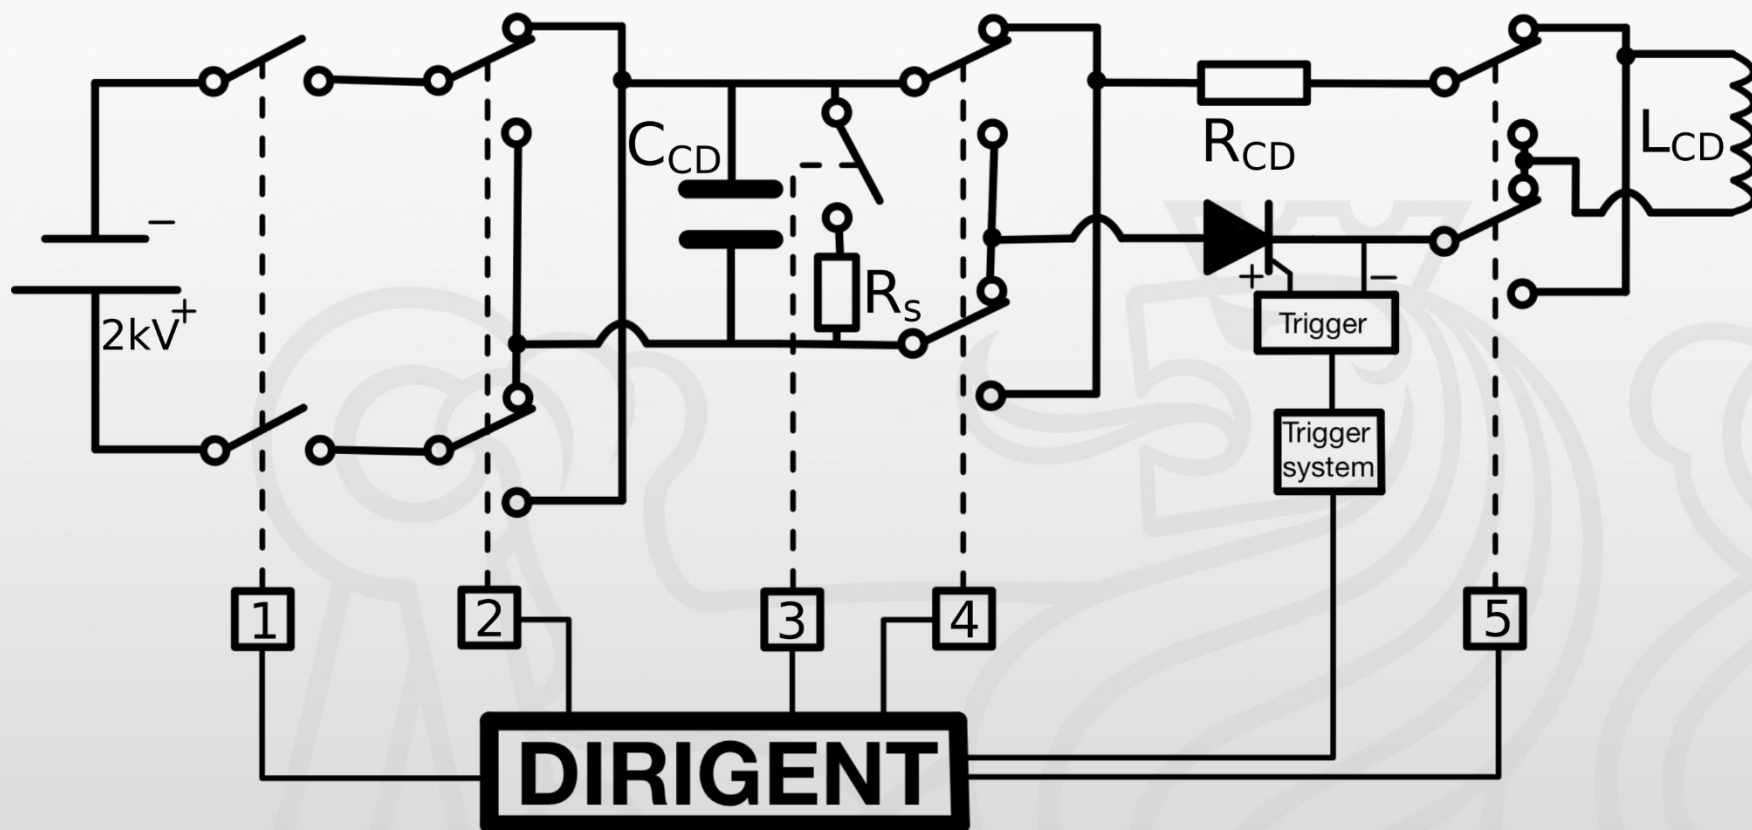 C_CD
R_CD
L_CD
−
+
2kV
R_s
+
−
Trigger
Trigger
system
1
2
3
4
5
DIRIGENT